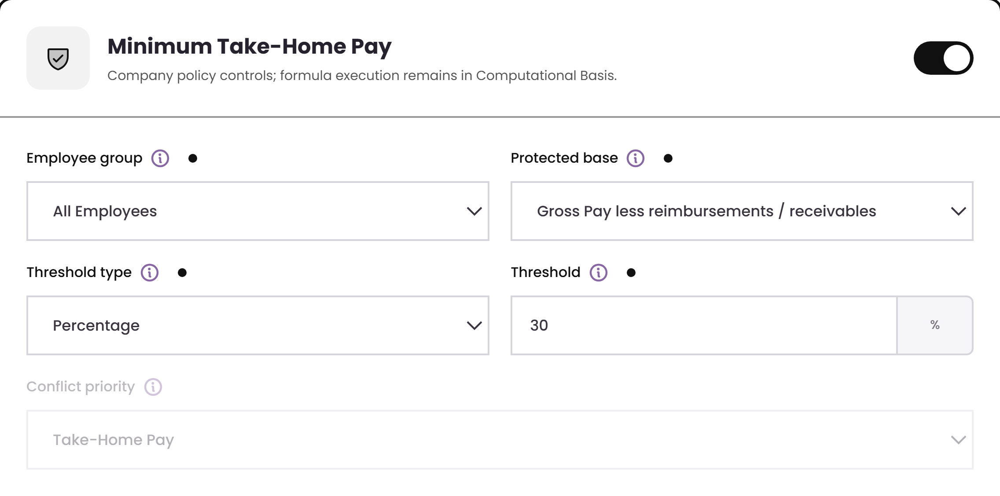 Minimum Take-Home Pay
Company policy controls; formula execution remains in Computational Basis.
Employee group
Protected base
All Employees
Gross Pay less reimbursements / receivables
Threshold type
Threshold
Percentage
30
%
Conflict priority
Take-Home Pay